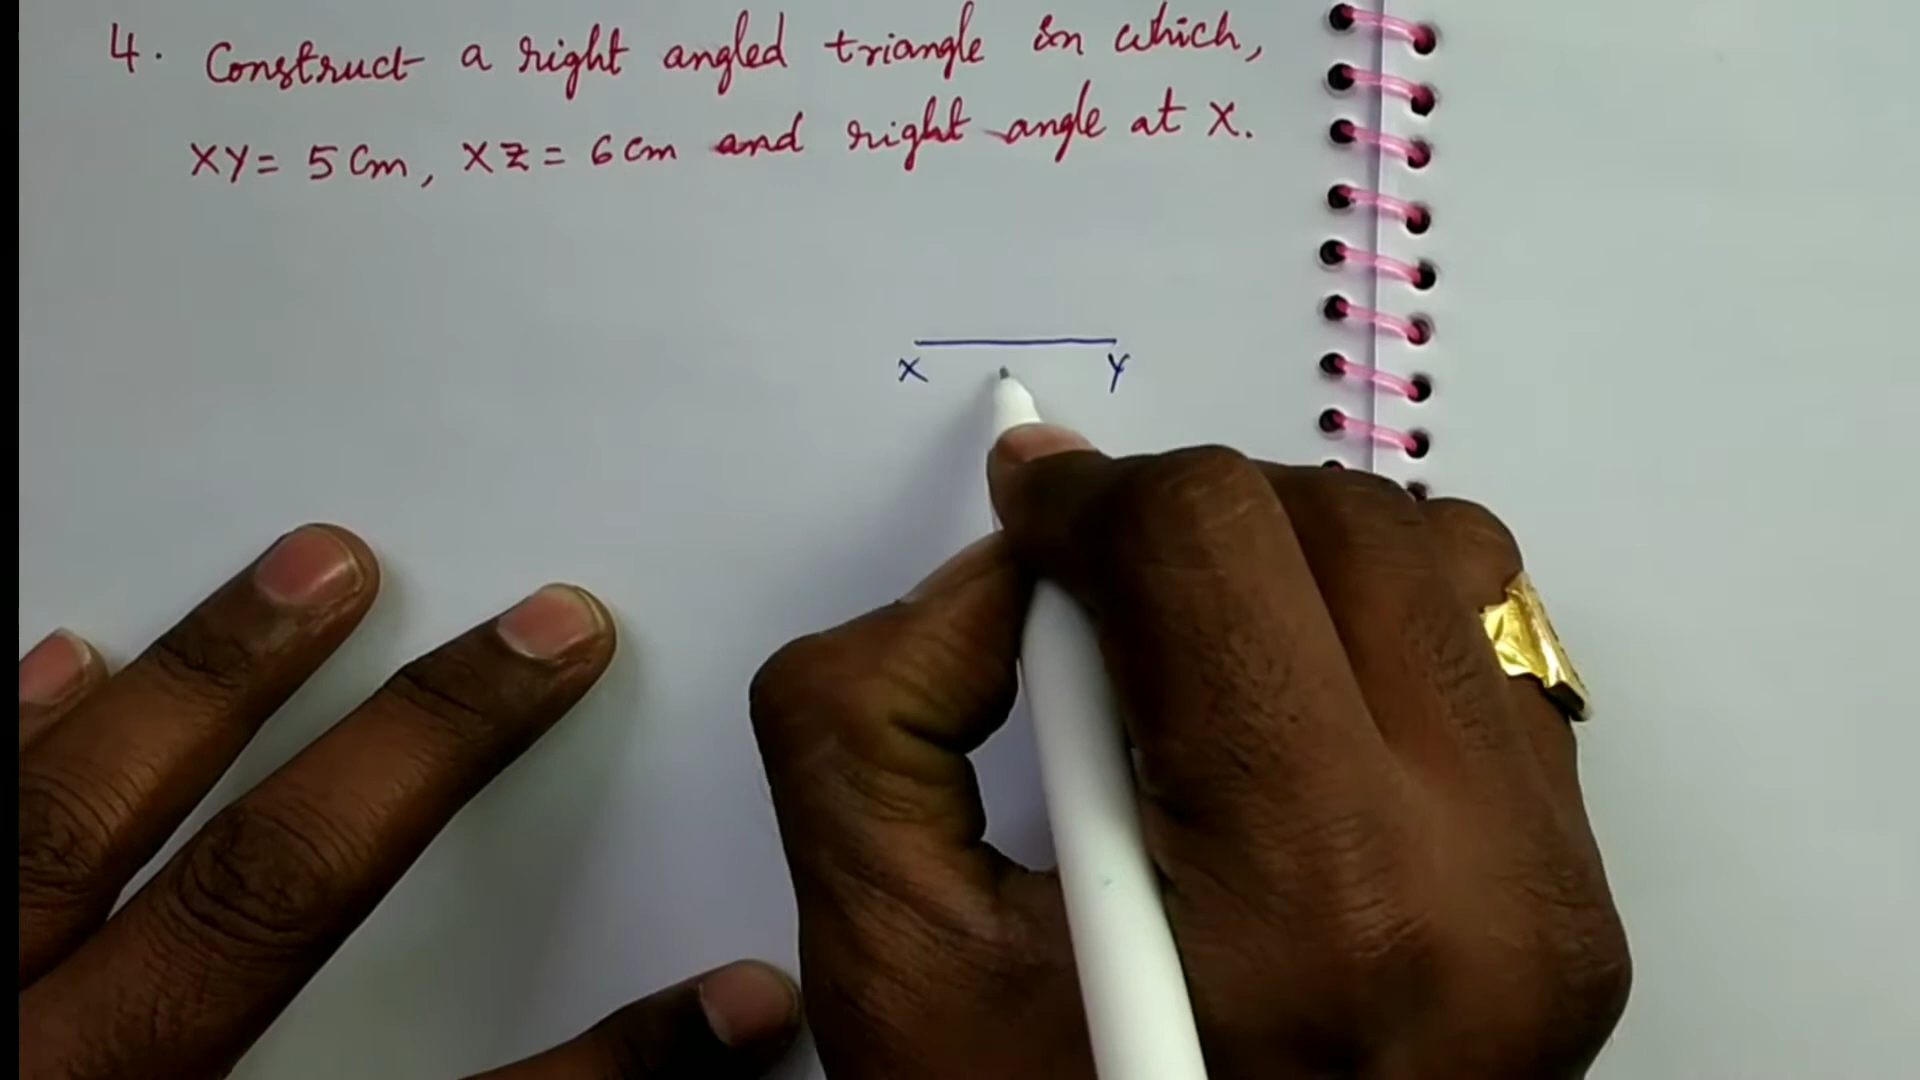 4. Construct a right angled triangle in which,
XY = 5 cm, XZ = 6 cm and right angle at X.
X Y